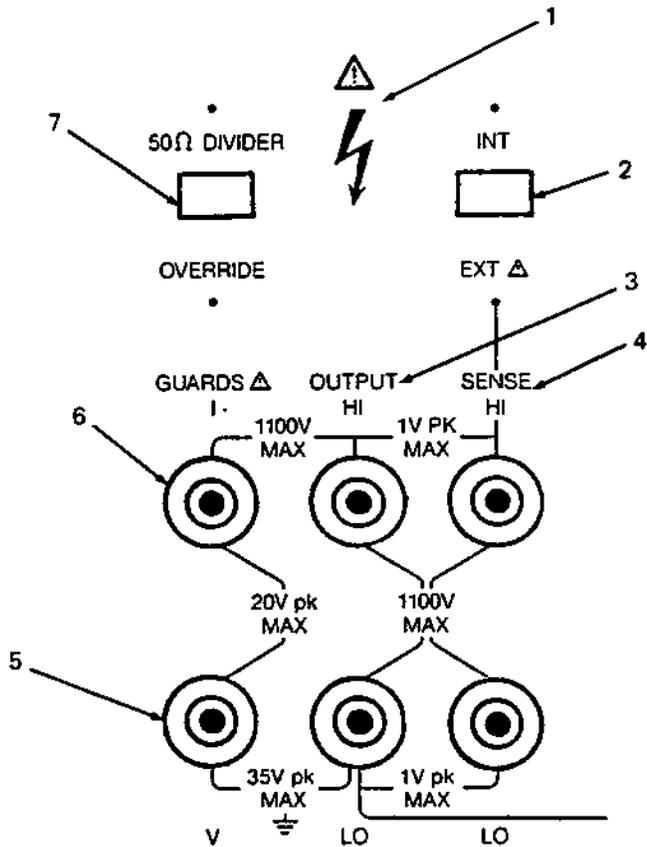 1
7
50Ω DIVIDER
INT
2
OVERRIDE
EXT
3
4
GUARDS
OUTPUT
SENSE
I
HI
HI
6
1100V
MAX
1V PK
MAX
20V pk
MAX
1100V
MAX
5
35V pk
MAX
1V pk
MAX
V
LO
LO